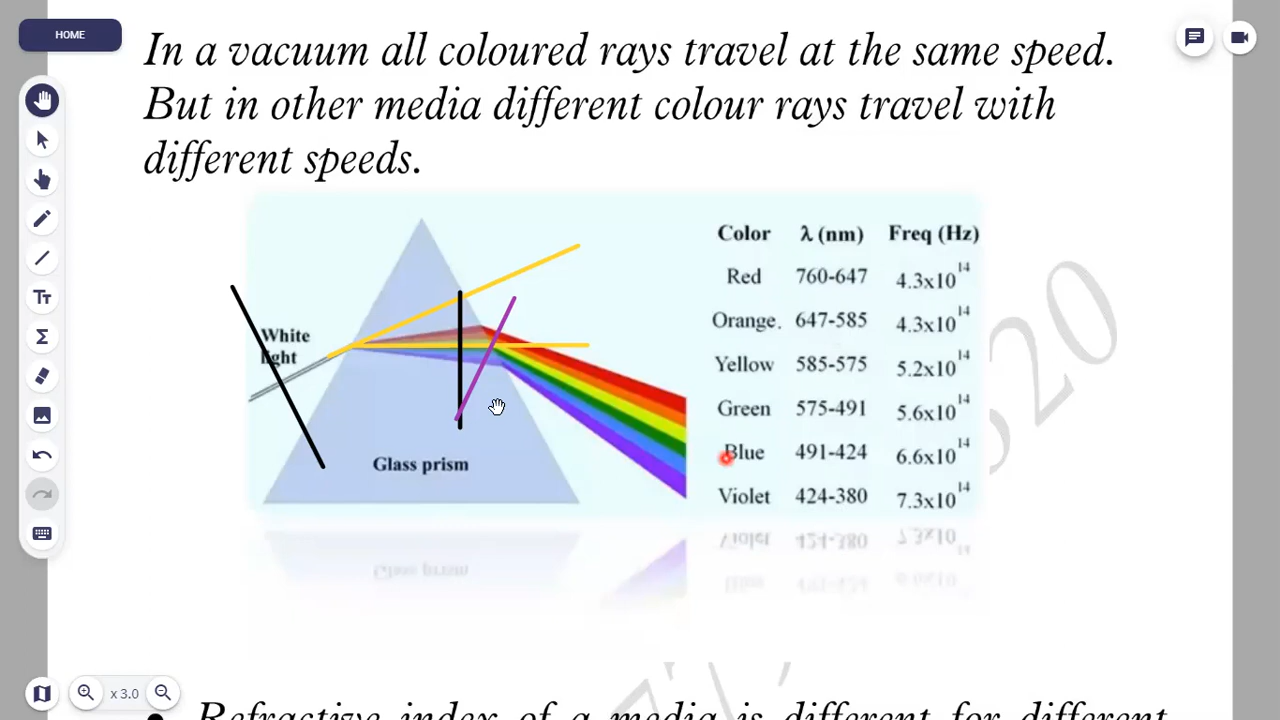 HOME
In a vacuum all coloured rays travel at the same speed.
But in other media different colour rays travel with
different speeds.
Color λ (nm) Freq (Hz)
Red 760-647 4.3x10^14
Orange. 647-585 4.3x10^14
Yellow 585-575 5.2x10^14
Green 575-491 5.6x10^14
Blue 491-424 6.6x10^14
Violet 424-380 7.3x10^14
White
light
Glass prism
Tt
Σ
x 3.0
Refractive index of a media is different for different